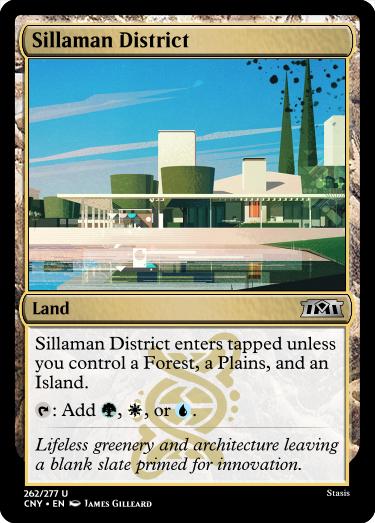 Sillaman District
Land
Sillaman District enters tapped unless
you control a Forest, a Plains, and an
Island.
: Add , , or .
Lifeless greenery and architecture leaving
a blank slate primed for innovation.
262/277 U
Stasis
CNY • EN James Gilleard